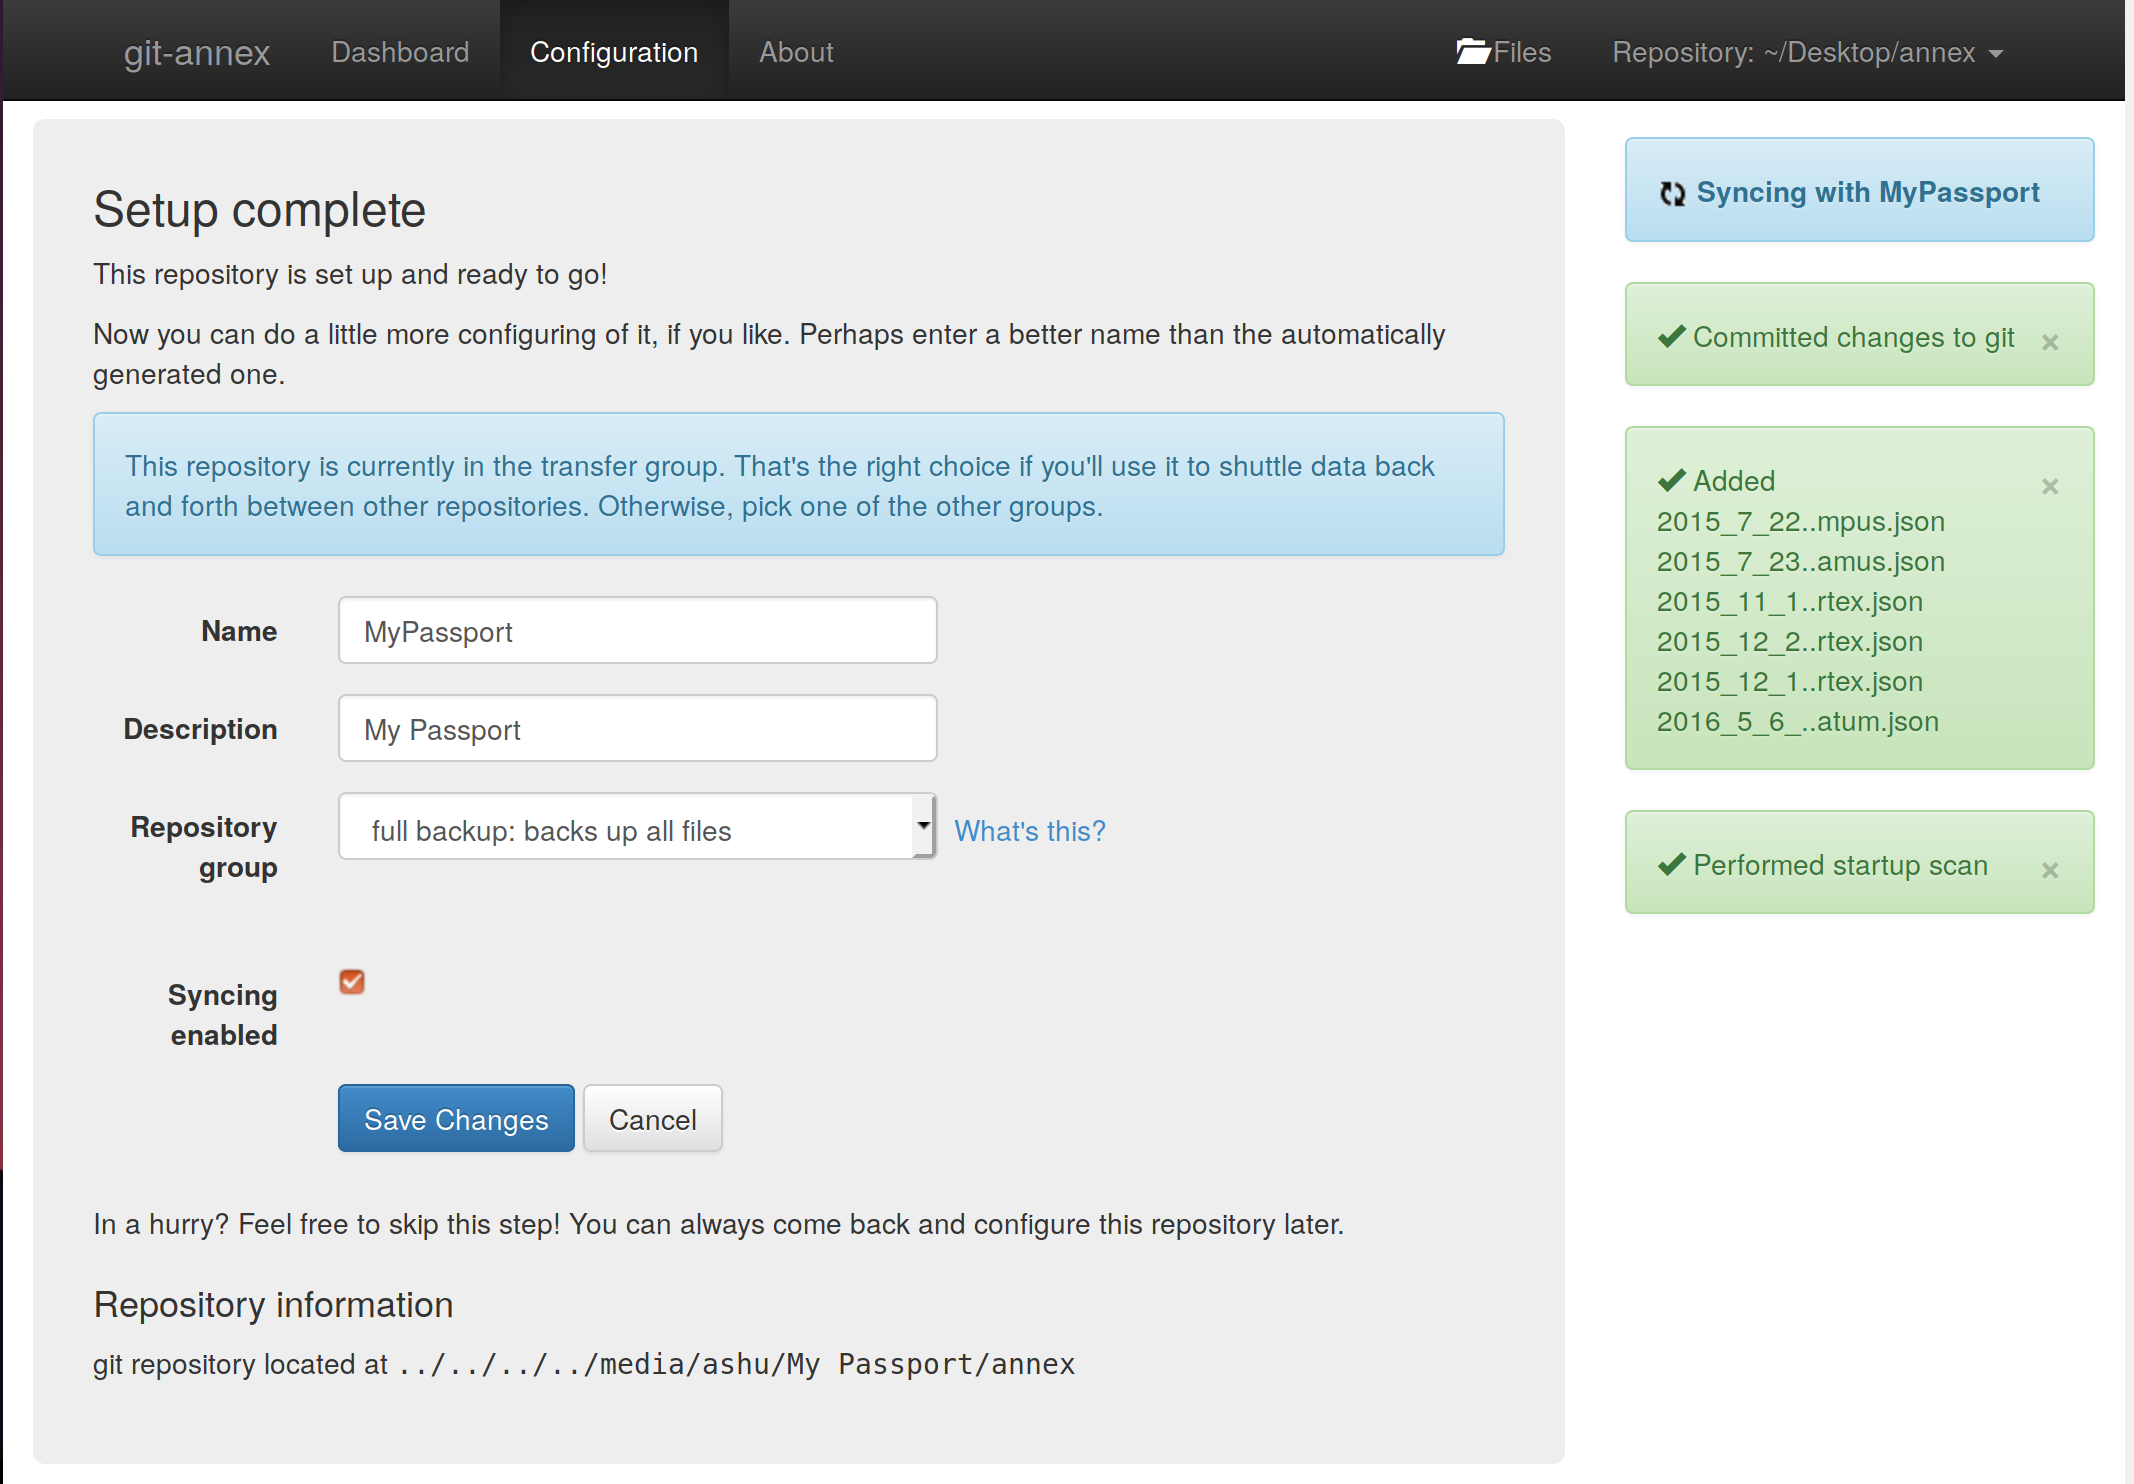 git-annex Dashboard Configuration About Files Repository: ~/Desktop/annex
Setup complete
This repository is set up and ready to go!
Now you can do a little more configuring of it, if you like. Perhaps enter a better name than the automatically
generated one.
This repository is currently in the transfer group. That's the right choice if you'll use it to shuttle data back
and forth between other repositories. Otherwise, pick one of the other groups.
Name MyPassport
Description My Passport
Repository
group
full backup: backs up all files What's this?
Syncing
enabled
Save Changes Cancel
In a hurry? Feel free to skip this step! You can always come back and configure this repository later.
Repository information
git repository located at ../../../../media/ashu/My Passport/annex
Syncing with MyPassport
Committed changes to git ×
Added ×
2015_7_22..mpus.json
2015_7_23..amus.json
2015_11_1..rtex.json
2015_12_2..rtex.json
2015_12_1..rtex.json
2016_5_6_..atum.json
Performed startup scan ×